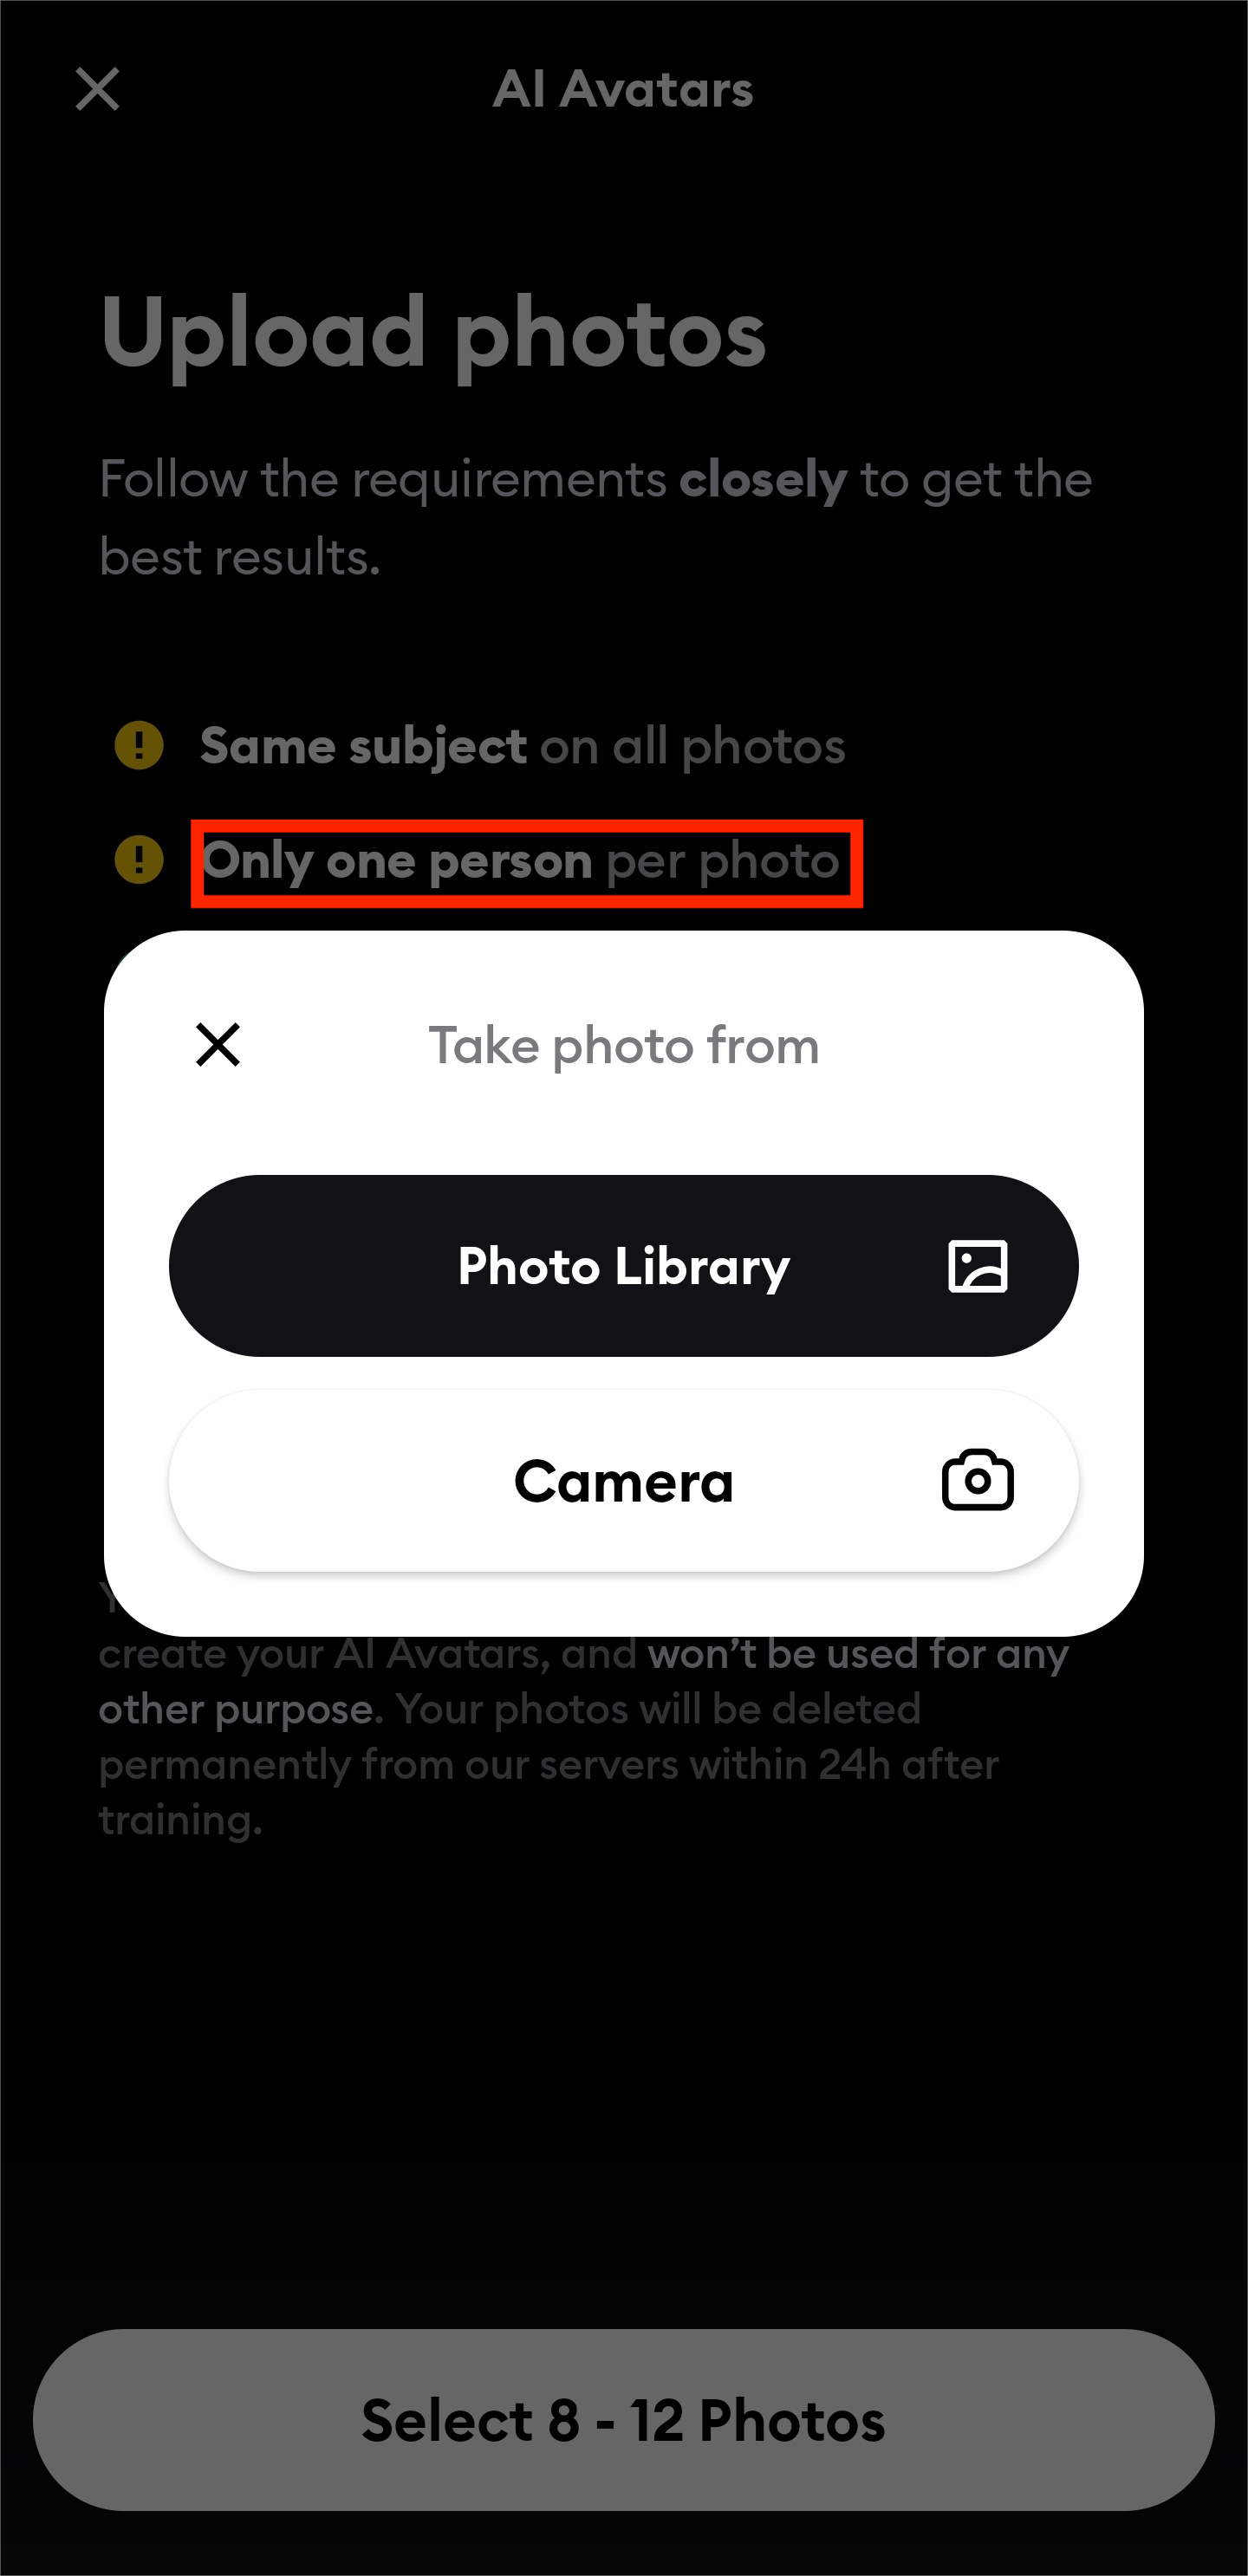 AI Avatars
Upload photos
Follow the requirements closely to get the
best results.
Same subject on all photos
Only one person per photo
Take photo from
Photo Library
Camera
create your AI Avatars, and won’t be used for any
other purpose. Your photos will be deleted
permanently from our servers within 24h after
training.
Select 8 - 12 Photos